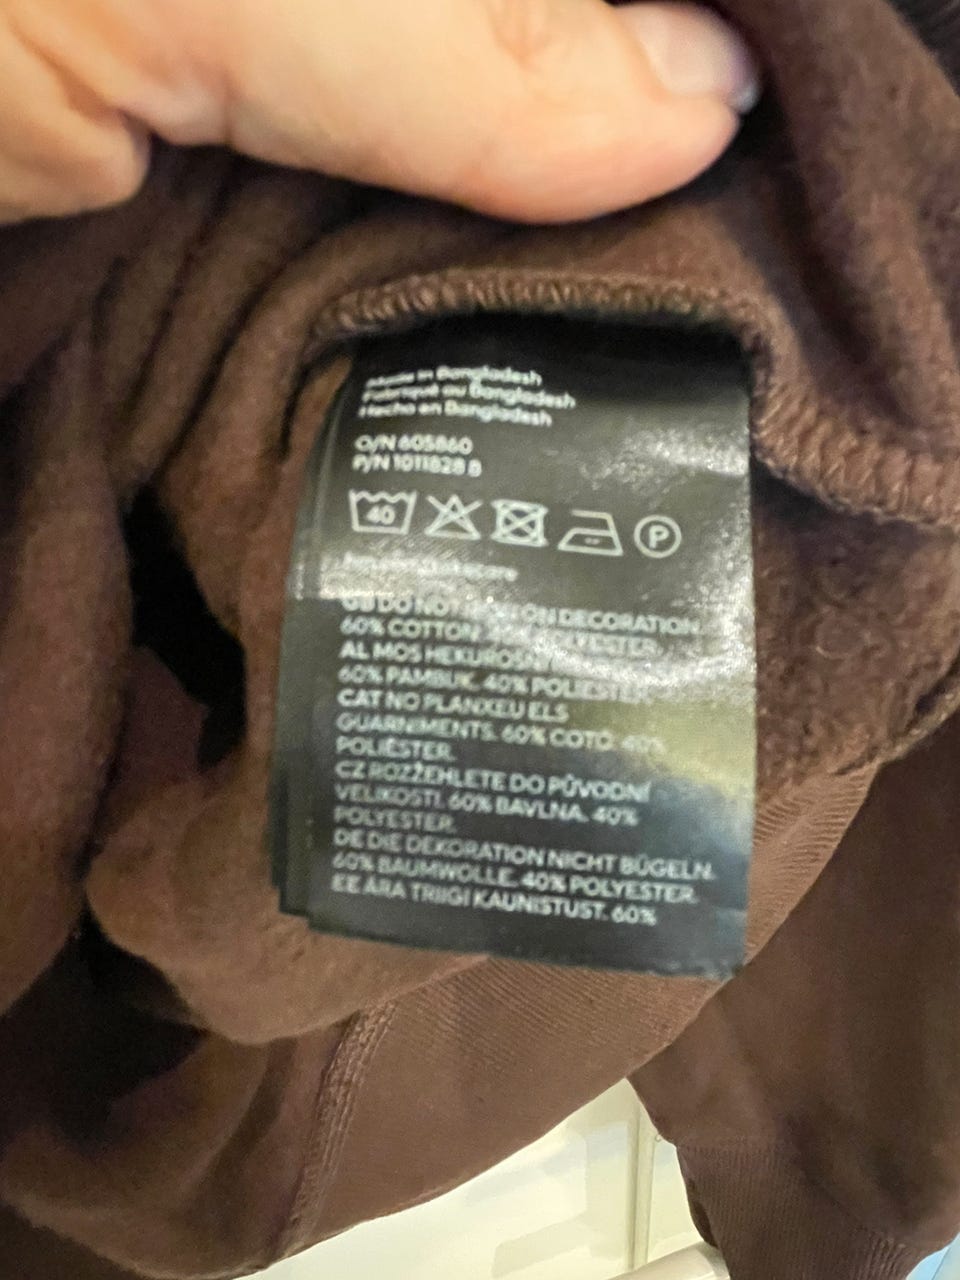 Made in Bangladesh
Fabriqué au Bangladesh
Hecho en Bangladesh
O/N 605860
P/N 1011828 8
40 P
GB DO NOT ON DECORATION.
60% COTTON, POLYESTER.
AL MOS HEKUROSNI
60% PAMBUK. 40% POLIESTER.
CAT NO PLANXEU ELS
GUARNIMENTS. 60% COTÓ. 40%
POLIÈSTER.
CZ ROZŽEHLETE DO PŮVODNÍ
VELIKOSTI. 60% BAVLNA. 40%
POLYESTER.
DE DIE DEKORATION NICHT BÜGELN.
60% BAUMWOLLE. 40% POLYESTER.
EE ÄRA TRIIGI KAUNISTUST. 60%